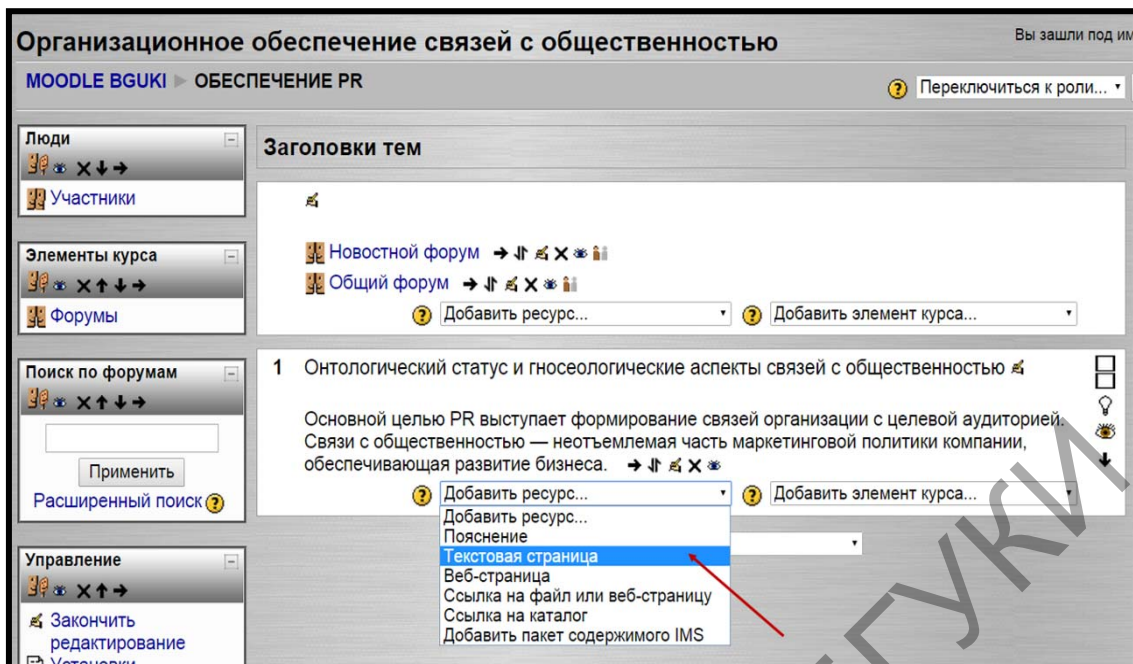 Организационное обеспечение связей с общественностью
Вы зашли под им
MOODLE BGUKI ► ОБЕСПЕЧЕНИЕ PR
Переключиться к роли...
Люди
Участники
Элементы курса
Форумы
Поиск по форумам
Применить
Расширенный поиск
Управление
Закончить
редактирование
Установки
Заголовки тем
Новостной форум
Общий форум
Добавить ресурс... Добавить элемент курса...
1 Онтологический статус и гносеологические аспекты связей с общественностью
Основной целью PR выступает формирование связей организации с целевой аудиторией.
Связи с общественностью — неотъемлемая часть маркетинговой политики компании,
обеспечивающая развитие бизнеса.
Добавить ресурс... Добавить элемент курса...
Добавить ресурс...
Пояснение
Текстовая страница
Веб-страница
Ссылка на файл или веб-страницу
Ссылка на каталог
Добавить пакет содержимого IMS
ГУКИ